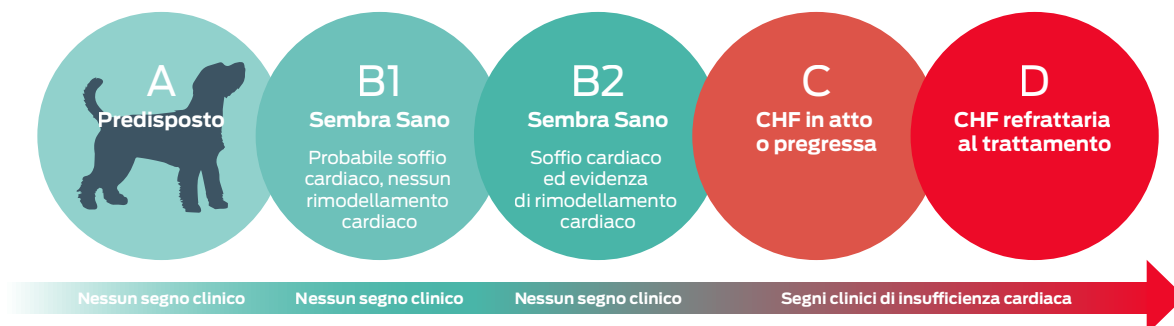 A
Predisposto
B1
Sembra Sano
Probabile soffio
cardiaco, nessun
rimodellamento
cardiaco
B2
Sembra Sano
Soffio cardiaco
ed evidenza
di rimodellamento
cardiaco
C
CHF in atto
o pregressa
D
CHF refrattaria
al trattamento
Nessun segno clinico
Nessun segno clinico
Nessun segno clinico
Segni clinici di insufficienza cardiaca